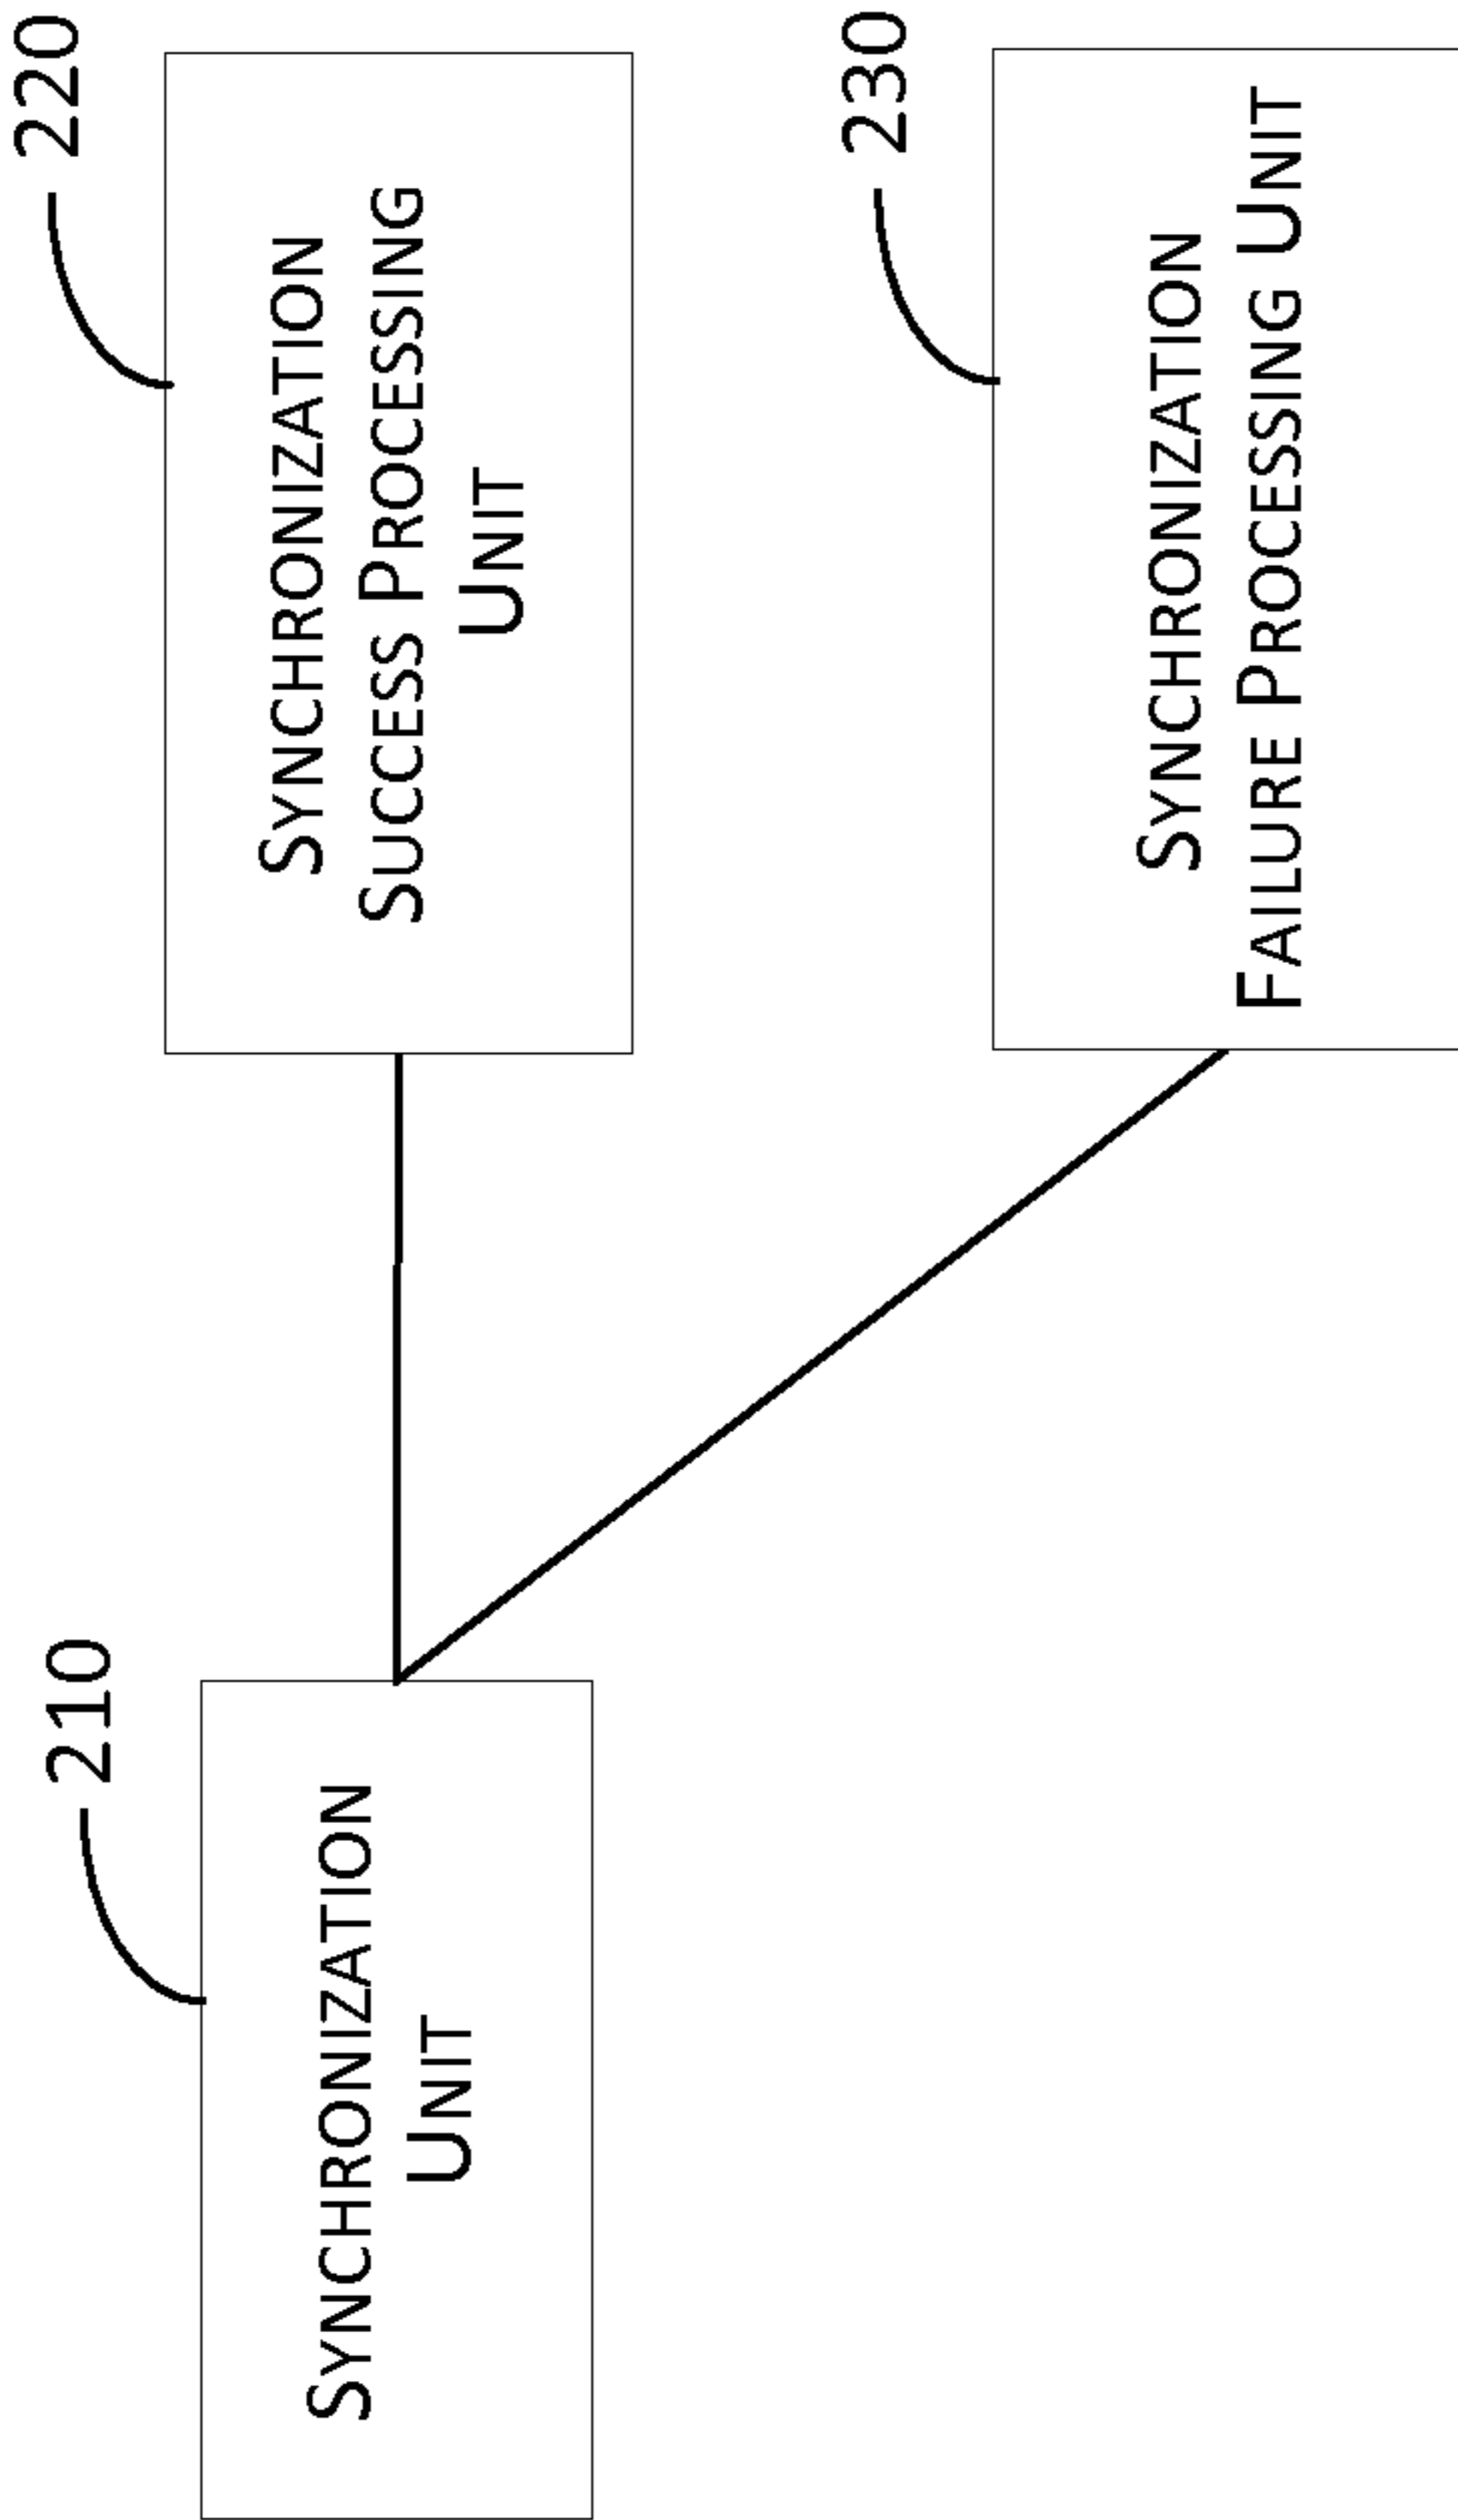 210
SYNCHRONIZATION
UNIT
220
SYNCHRONIZATION
SUCCESS PROCESSING
UNIT
230
SYNCHRONIZATION
FAILURE PROCESSING UNIT